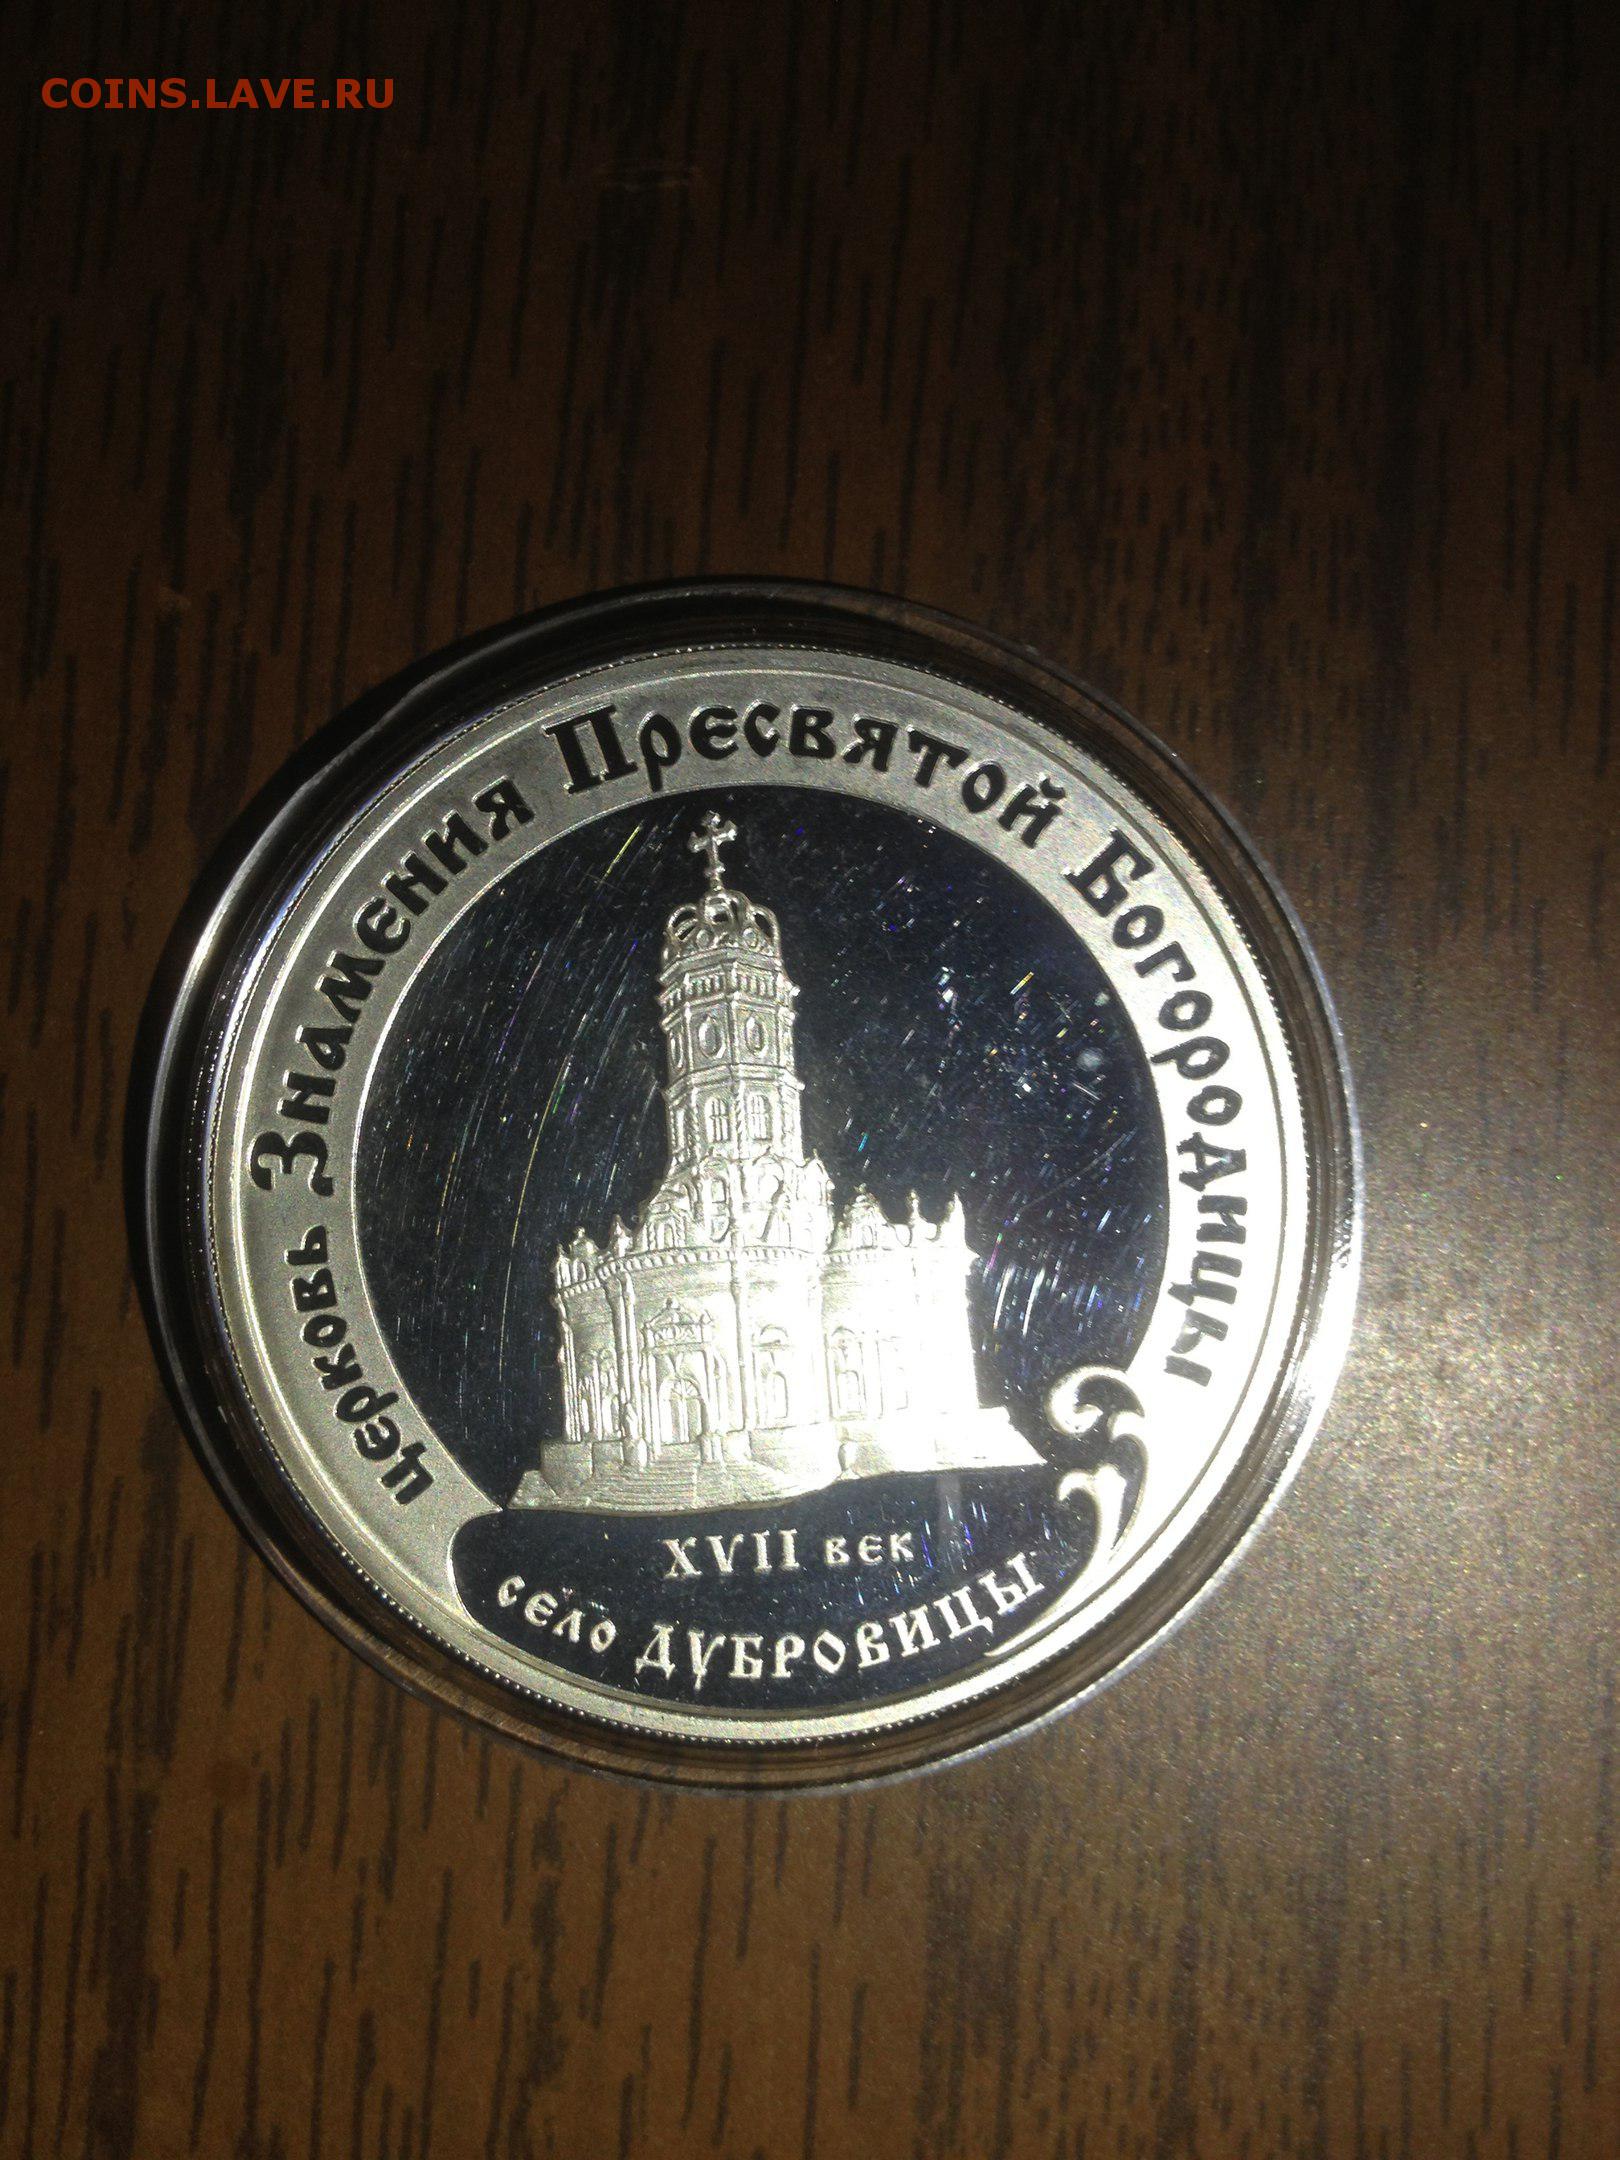 COINS.LAVE.RU
церковь Знамения Пресвятой Богородицы
XVII век
село Дубровицы